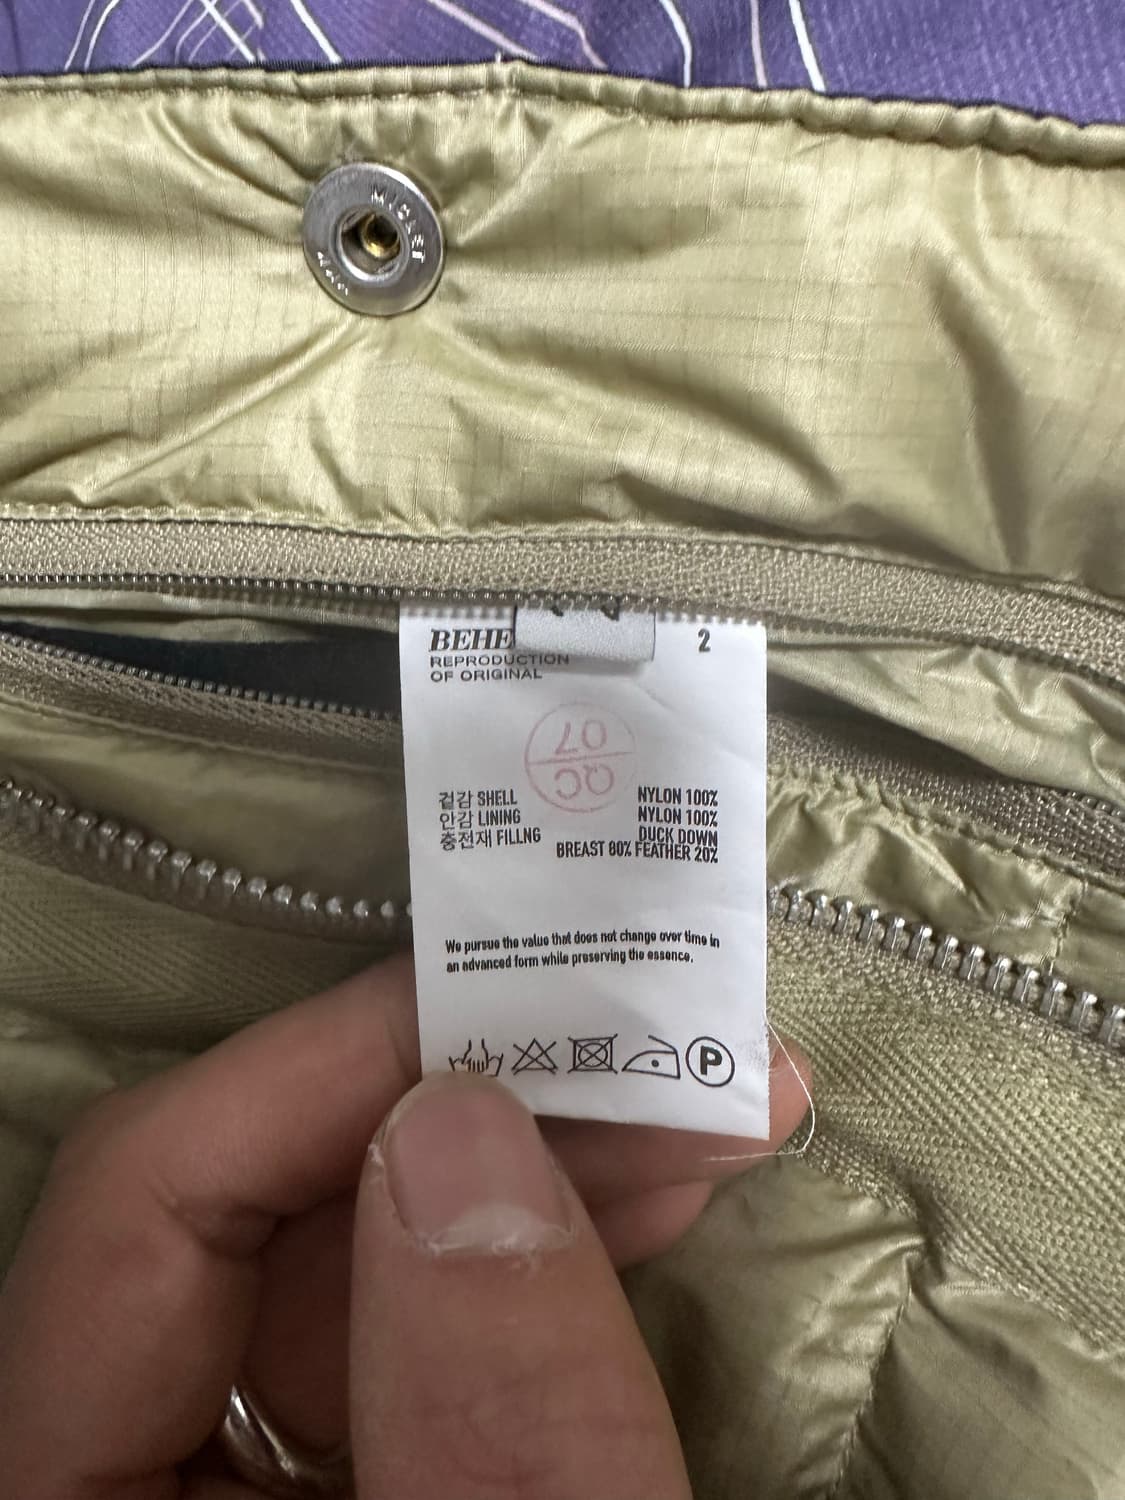 BEHE
2
REPRODUCTION
OF ORIGINAL
QC
07
겉감 SHELL NYLON 100%
안감 LINING NYLON 100%
충전재 FILLNG DUCK DOWN
BREAST 80% FEATHER 20%
We pursue the value that does not change over time in
an advanced form while preserving the essence.
P